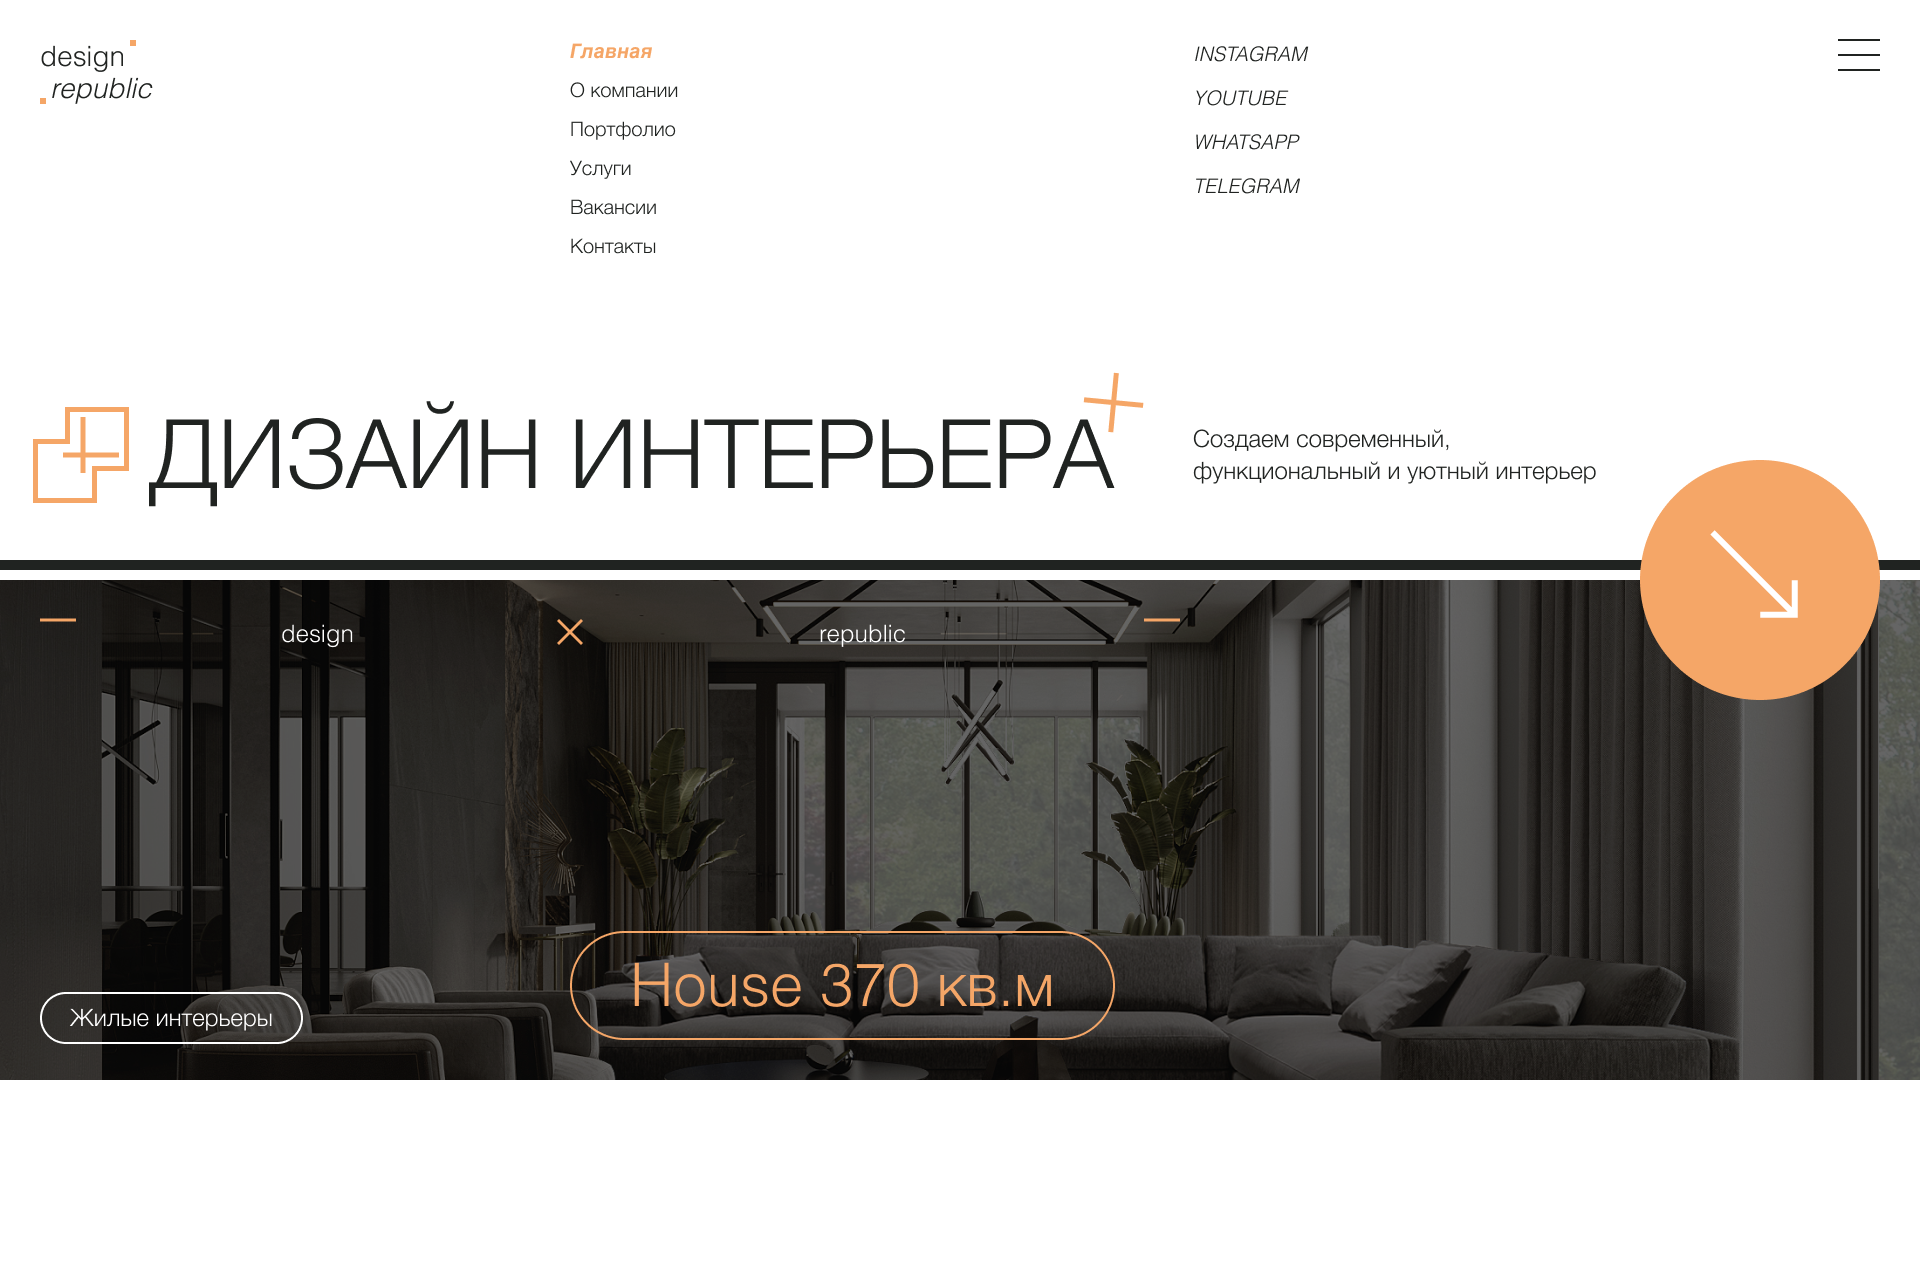 design
republic
Главная
О компании
Портфолио
Услуги
Вакансии
Контакты
INSTAGRAM
YOUTUBE
WHATSAPP
TELEGRAM
ДИЗАЙН ИНТЕРЬЕРА
Создаем современный,
функциональный и уютный интерьер
design
republic
House 370 кв.м
Жилые интерьеры